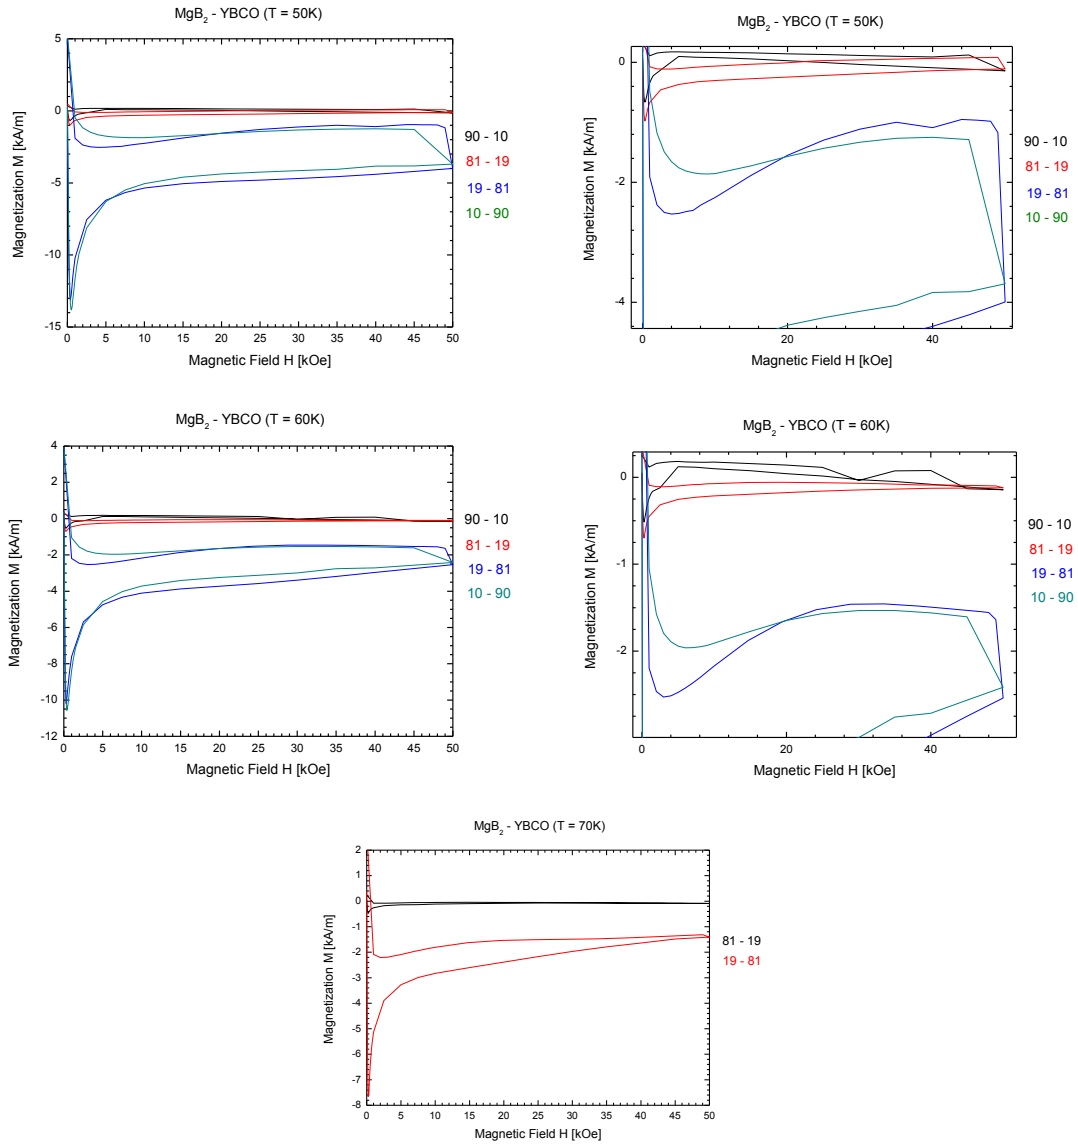 MgB2 - YBCO (T = 50K)
5
0
-5
-10
-15
0 5 10 15 20 25 30 35 40 45 50
Magnetization M [kA/m]
Magnetic Field H [kOe]
90 - 10
81 - 19
19 - 81
10 - 90
MgB2 - YBCO (T = 50K)
0
-2
-4
0 20 40
Magnetization M [kA/m]
Magnetic Field H [kOe]
90 - 10
81 - 19
19 - 81
10 - 90
MgB2 - YBCO (T = 60K)
4
2
0
-2
-4
-6
-8
-10
-12
0 5 10 15 20 25 30 35 40 45 50
Magnetization M [kA/m]
Magnetic Field H [kOe]
90 - 10
81 - 19
19 - 81
10 - 90
MgB2 - YBCO (T = 60K)
0
-1
-2
0 20 40
Magnetization M [kA/m]
Magnetic Field H [kOe]
90 - 10
81 - 19
19 - 81
10 - 90
MgB2 - YBCO (T = 70K)
2
1
0
-1
-2
-3
-4
-5
-6
-7
-8
0 5 10 15 20 25 30 35 40 45 50
Magnetization M [kA/m]
Magnetic Field H [kOe]
81 - 19
19 - 81